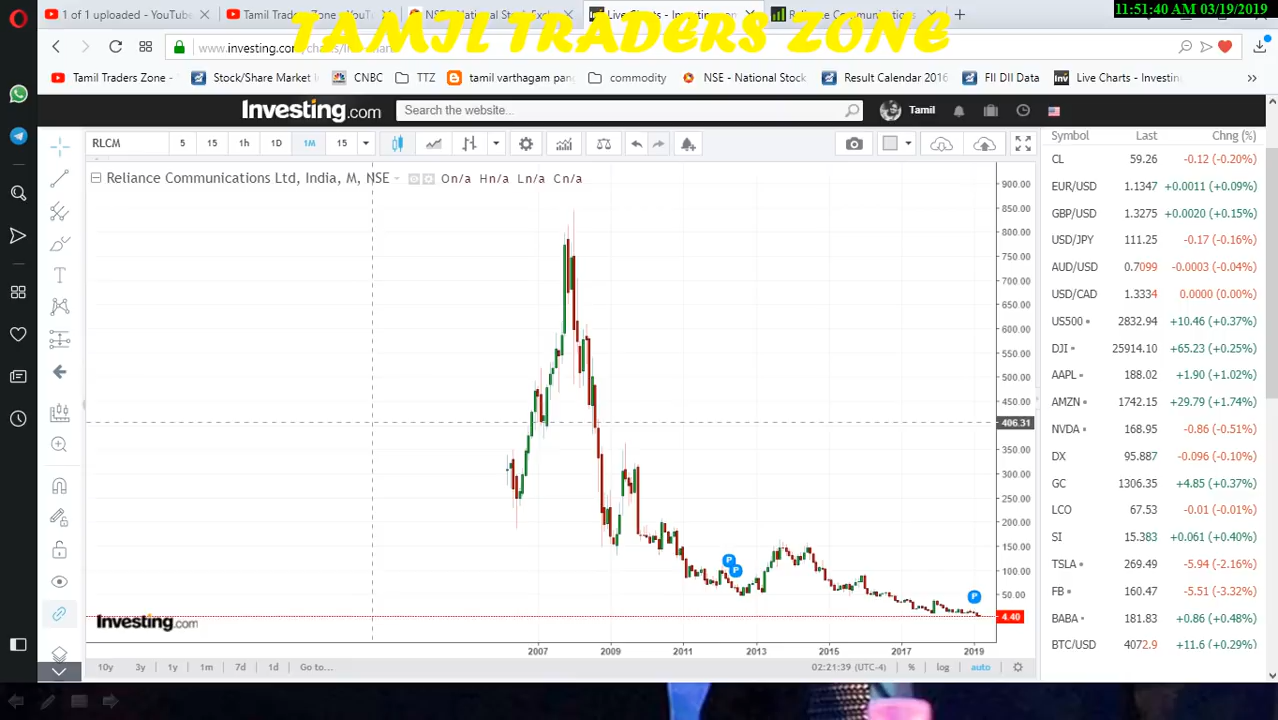 11:51:40 AM 03/19/2019
1 of 1 uploaded - YouTube
Tamil Traders Zone - YouTu
Live Charts - Investing
Reliance Communications
TAMIL TRADERS ZONE
www.investing.com/charts/live-charts
Tamil Traders Zone -
Stock/Share Market I
CNBC
TTZ
tamil varthagam pang
commodity
NSE - National Stock
Result Calendar 2016
FII DII Data
Live Charts - Investin
»
Investing.com
Search the website...
Tamil
RLCM
5
15
1h
1D
1M
15
Symbol Last Chng (%)
Reliance Communications Ltd, India, M, NSE
On/a Hn/a Ln/a Cn/a
CL 59.26 -0.12 (-0.20%)
EUR/USD 1.1347 +0.0011 (+0.09%)
GBP/USD 1.3275 +0.0020 (+0.15%)
USD/JPY 111.25 -0.17 (-0.16%)
AUD/USD 0.7099 -0.0003 (-0.04%)
USD/CAD 1.3334 0.0000 (0.00%)
US500 2832.94 +10.46 (+0.37%)
DJI 25914.10 +65.23 (+0.25%)
AAPL 188.02 +1.90 (+1.02%)
AMZN 1742.15 +29.79 (+1.74%)
NVDA 168.95 -0.86 (-0.51%)
DX 95.887 -0.096 (-0.10%)
GC 1306.35 +4.85 (+0.37%)
LCO 67.53 -0.01 (-0.01%)
SI 15.383 +0.061 (+0.40%)
TSLA 269.49 -5.94 (-2.16%)
FB 160.47 -5.51 (-3.32%)
BABA 181.83 +0.86 (+0.48%)
BTC/USD 4072.9 +11.6 (+0.29%)
900.00
850.00
800.00
750.00
700.00
650.00
600.00
550.00
500.00
450.00
406.31
350.00
300.00
250.00
200.00
150.00
100.00
50.00
4.40
P
P
P
Investing.com
2007 2009 2011 2013 2015 2017 2019
10y 3y 1y 1m 7d 1d Go to...
02:21:39 (UTC-4) % log auto